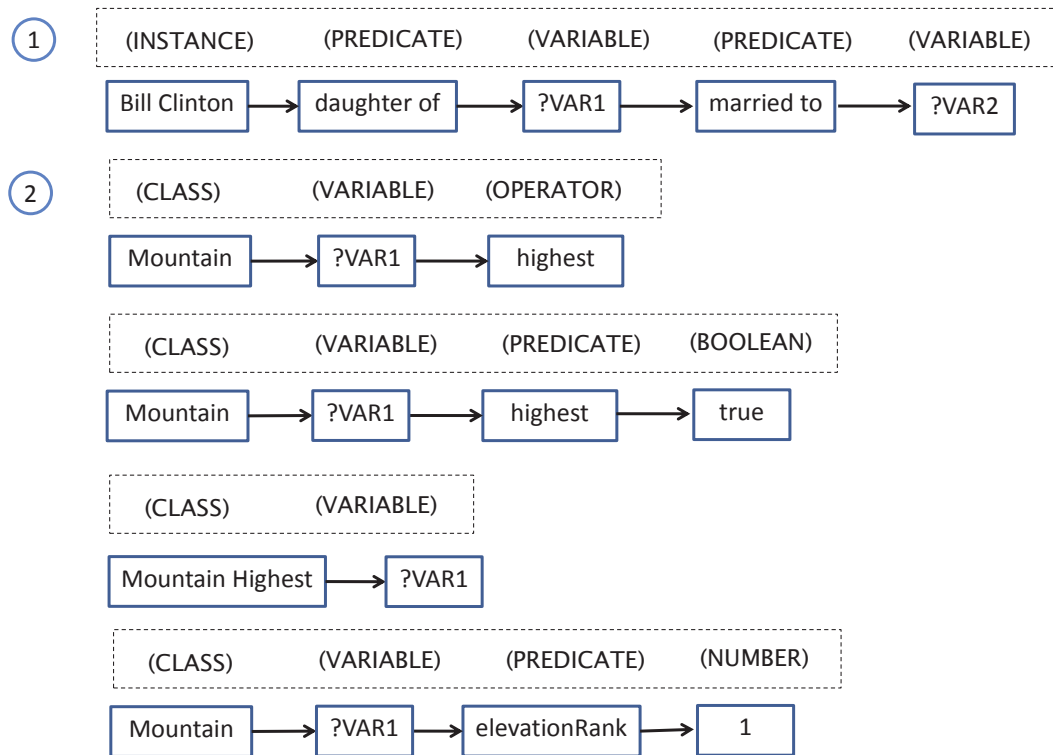 1 (INSTANCE) (PREDICATE) (VARIABLE) (PREDICATE) (VARIABLE)
Bill Clinton daughter of ?VAR1 married to ?VAR2
2 (CLASS) (VARIABLE) (OPERATOR)
Mountain ?VAR1 highest
(CLASS) (VARIABLE) (PREDICATE) (BOOLEAN)
Mountain ?VAR1 highest true
(CLASS) (VARIABLE)
Mountain Highest ?VAR1
(CLASS) (VARIABLE) (PREDICATE) (NUMBER)
Mountain ?VAR1 elevationRank 1